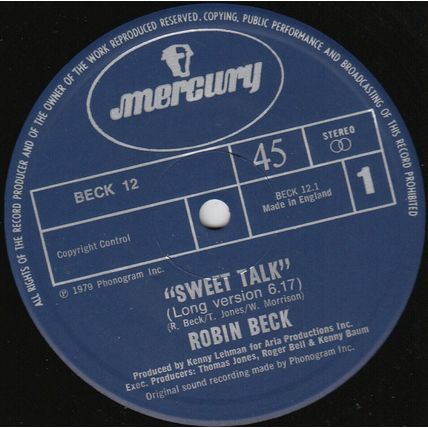 ALL RIGHTS OF THE RECORD PRODUCER AND OF THE OWNER OF THE WORK REPRODUCED RESERVED. COPYING, PUBLIC PERFORMANCE AND BROADCASTING OF THIS RECORD PROHIBITED
mercury
BECK 12
45
STEREO
BECK 12.1
Made in England
1
Copyright Control
℗ 1979 Phonogram Inc.
"SWEET TALK"
(Long version 6.17)
(R. Beck/T. Jones/W. Morrison)
ROBIN BECK
Produced by Kenny Lehman for Aria Productions Inc.
Exec. Producers: Thomas Jones, Roger Bell & Kenny Baum
Original sound recording made by Phonogram Inc.